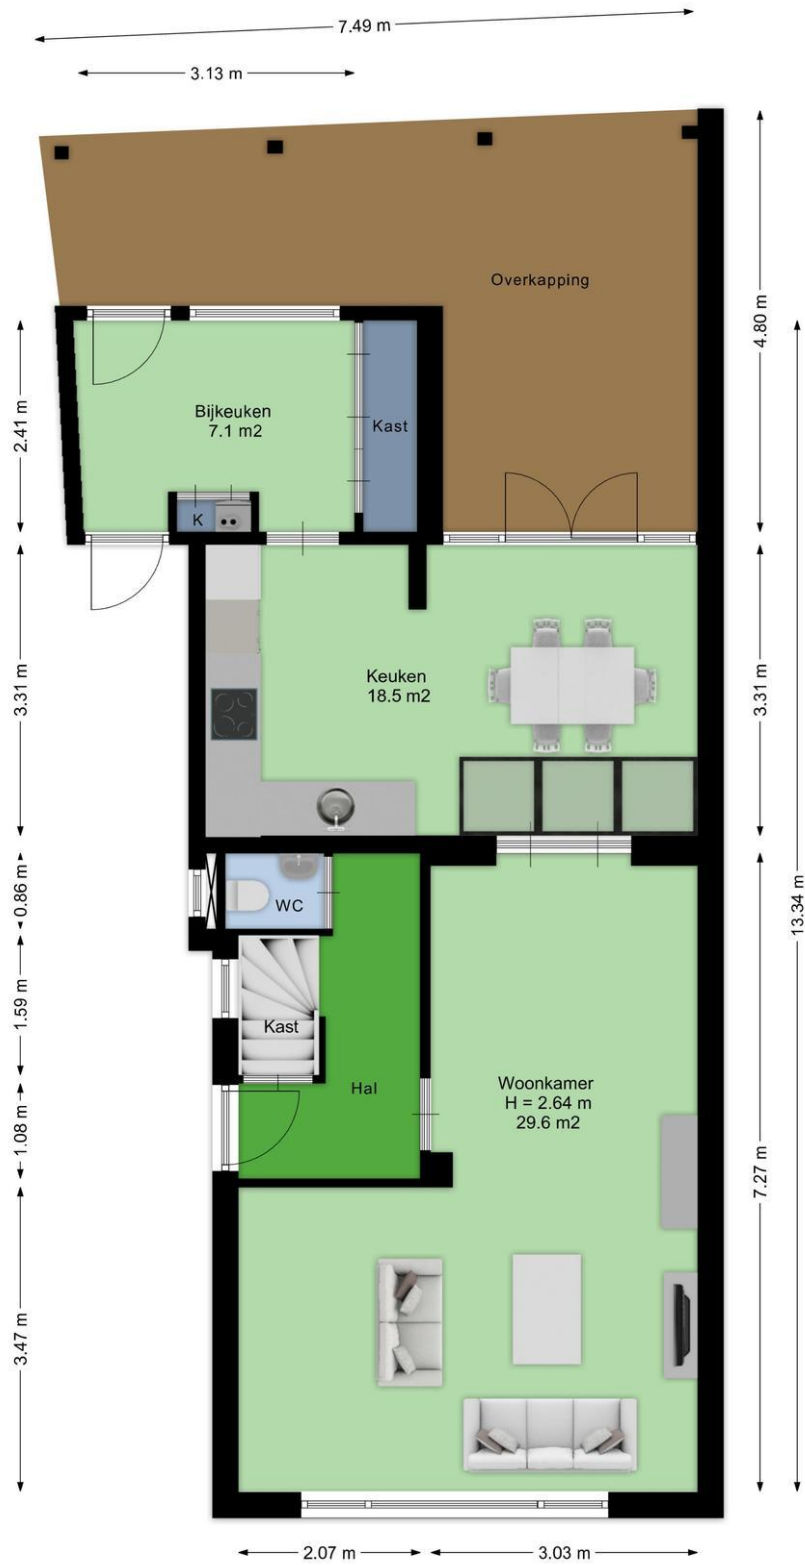 7.49 m
3.13 m
Overkapping
4.80 m
2.41 m
Bijkeuken
7.1 m2
Kast
K
3.31 m
Keuken
18.5 m2
3.31 m
0.86 m
WC
13.34 m
1.59 m
Kast
Hal
Woonkamer
H = 2.64 m
29.6 m2
1.08 m
7.27 m
3.47 m
2.07 m
3.03 m